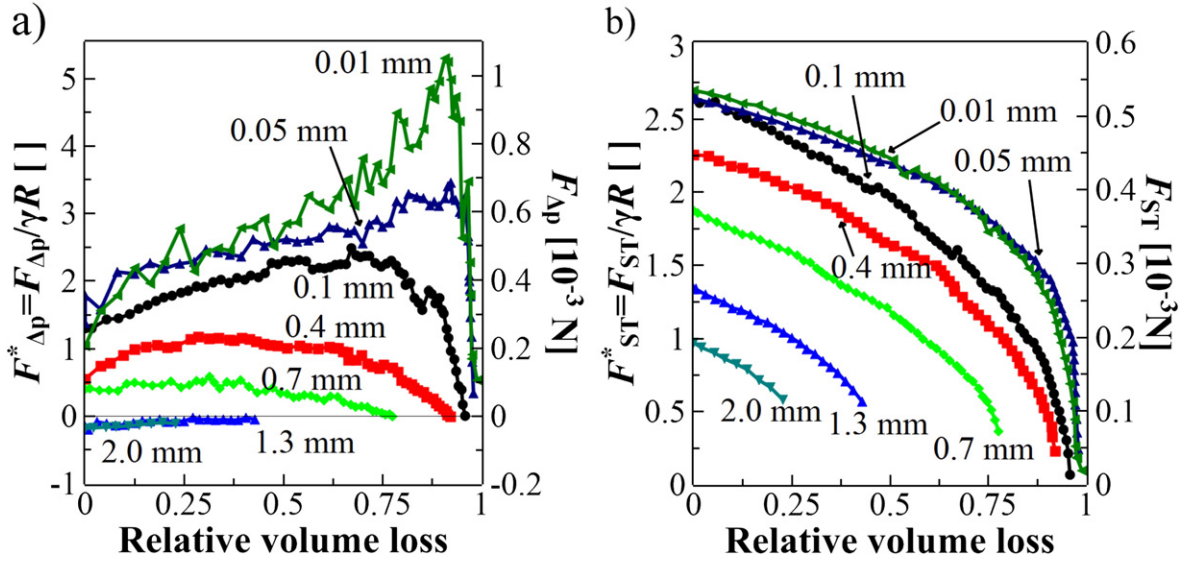 a)
F*Δp=FΔp/γR [ ]
5
4
3
2
1
0
-1
0.01 mm
0.05 mm
0.1 mm
0.4 mm
0.7 mm
2.0 mm
1.3 mm
1
0.8
0.6
0.4
0.2
0
-0.2
FΔp [10-3 N]
0
0.25
0.5
0.75
1
Relative volume loss
b)
F*ST=FST/γR [ ]
3
2.5
2
1.5
1
0.5
0
0.1 mm
0.01 mm
0.05 mm
0.4 mm
2.0 mm
1.3 mm
0.7 mm
0.6
0.5
0.4
0.3
0.2
0.1
0
FST [10-3N]
0
0.25
0.5
0.75
1
Relative volume loss